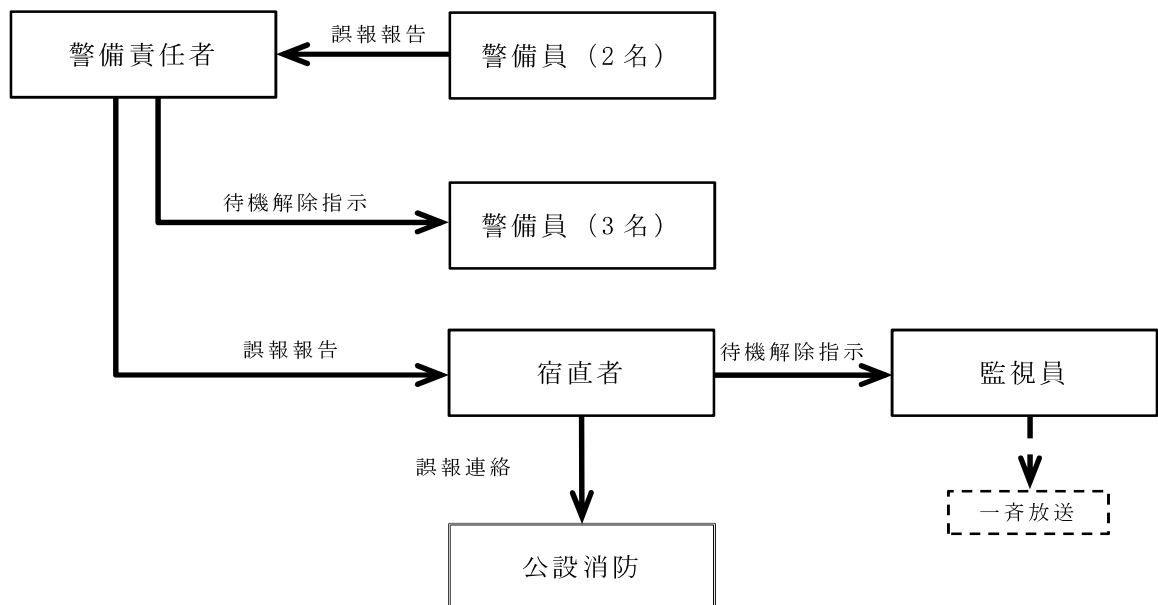 警備責任者
誤報報告
警備員（2名）
待機解除指示
警備員（3名）
誤報報告
宿直者
待機解除指示
監視員
誤報連絡
一斉放送
公設消防